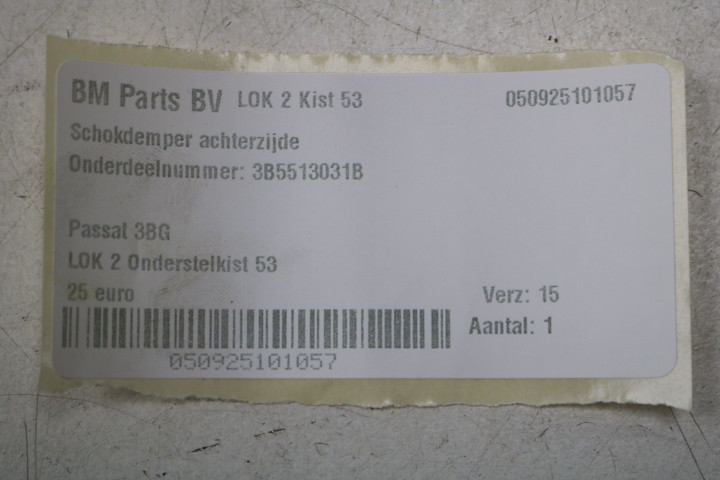 BM Parts BV LOK 2 Kist 53 050925101057
Schokdemper achterzijde
Onderdeelnummer: 3B5513031B
Passat 3BG
LOK 2 Onderstelkist 53
25 euro Verz: 15
Aantal: 1
050925101057